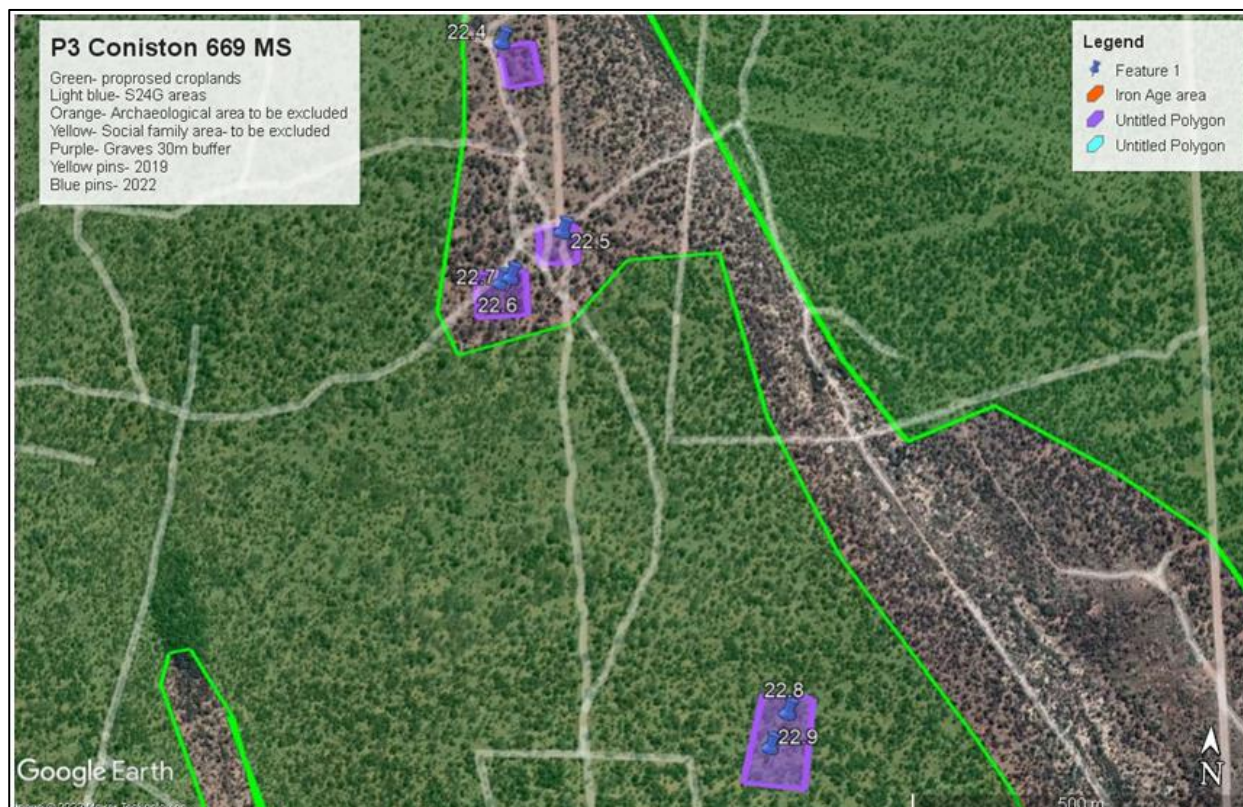 P3 Coniston 669 MS
Green- proprosed croplands
Light blue- S24G areas
Orange- Archaeological area to be excluded
Yellow- Social family area- to be excluded
Purple- Graves 30m buffer
Yellow pins- 2019
Blue pins- 2022
Legend
Feature 1
Iron Age area
Untitled Polygon
Untitled Polygon
22.4
22.5
22.7
22.6
22.8
22.9
N
Google Earth
500 m